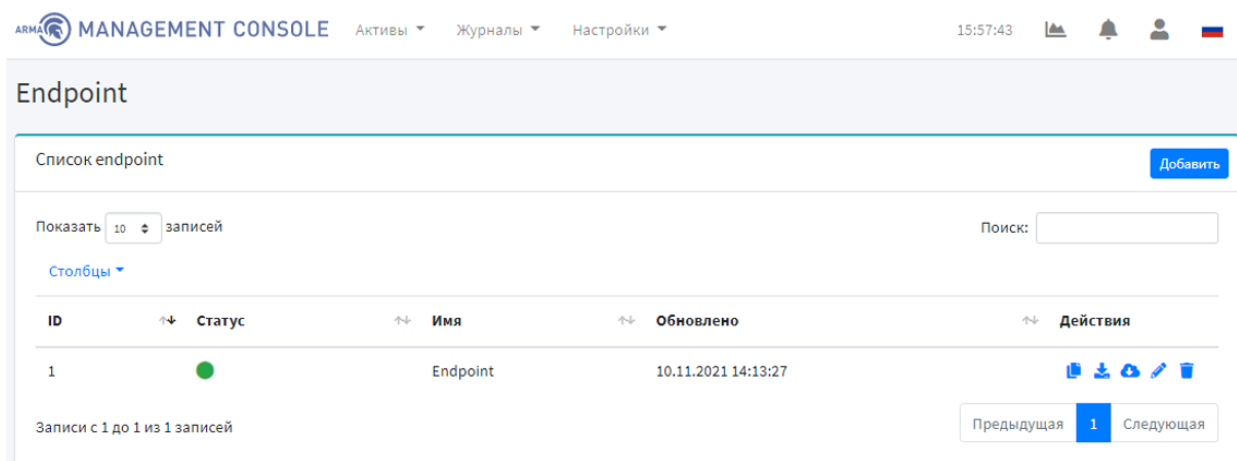 ARMA MANAGEMENT CONSOLE Активы Журналы Настройки 15:57:43
Endpoint
Список endpoint Добавить
Показать 10 записей Поиск:
Столбцы
ID Статус Имя Обновлено Действия
1 Endpoint 10.11.2021 14:13:27
Записи с 1 до 1 из 1 записей Предыдущая 1 Следующая